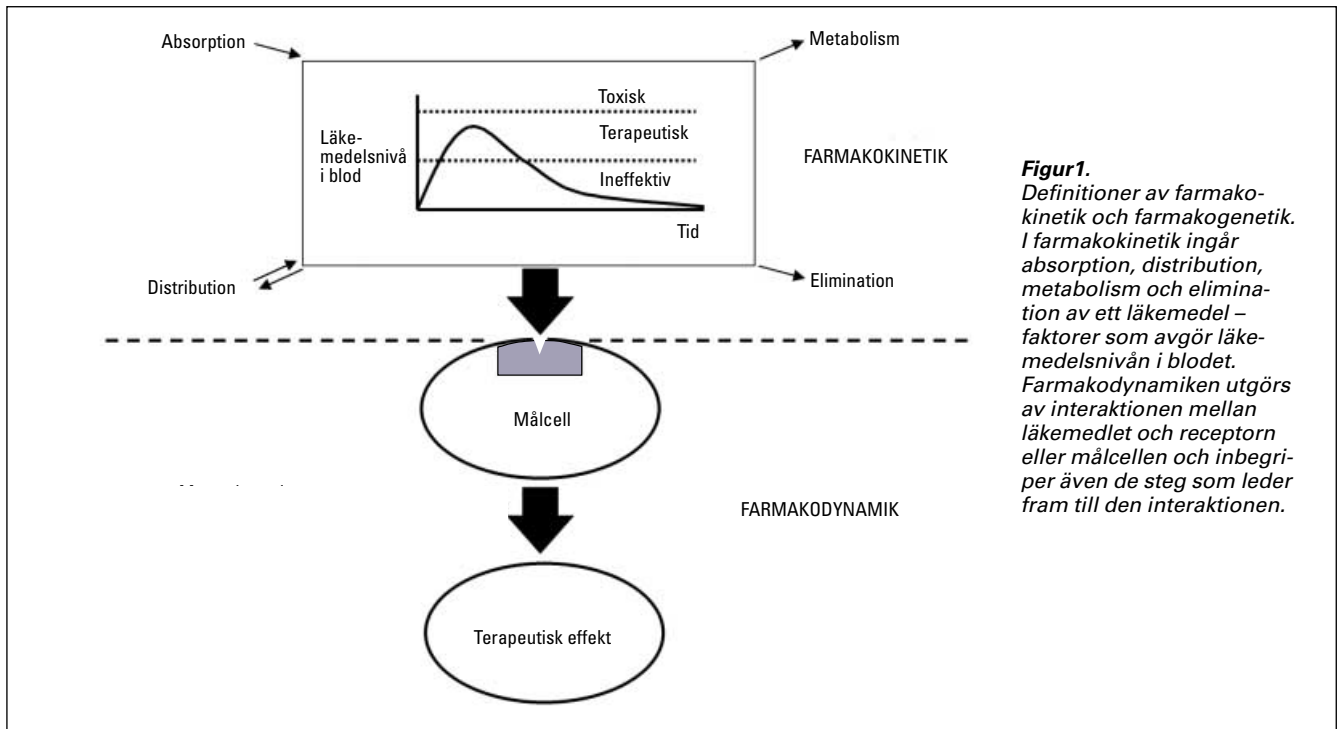 Absorption
Metabolism
Toxisk
Terapeutisk
Läke-
medelsnivå
i blod
Ineffektiv
Tid
FARMAKOKINETIK
Distribution
Elimination
Målcell
FARMAKODYNAMIK
Terapeutisk effekt
Figur1.
Definitioner av farmako-
kinetik och farmakogenetik.
I farmakokinetik ingår
absorption, distribution,
metabolism och elimina-
tion av ett läkemedel –
faktorer som avgör läke-
medelsnivån i blodet.
Farmakodynamiken utgörs
av interaktionen mellan
läkemedlet och receptorn
eller målcellen och inbegri-
per även de steg som leder
fram till den interaktionen.